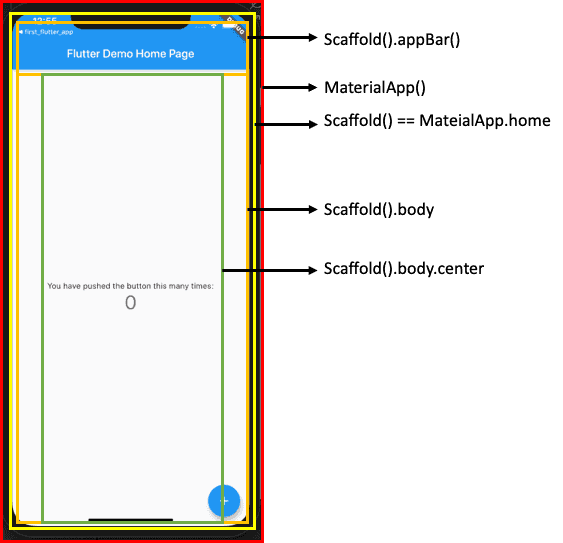 12:55
first_flutter_app
Flutter Demo Home Page
You have pushed the button this many times:
0
+
Scaffold().appBar()
MaterialApp()
Scaffold() == MateialApp.home
Scaffold().body
Scaffold().body.center